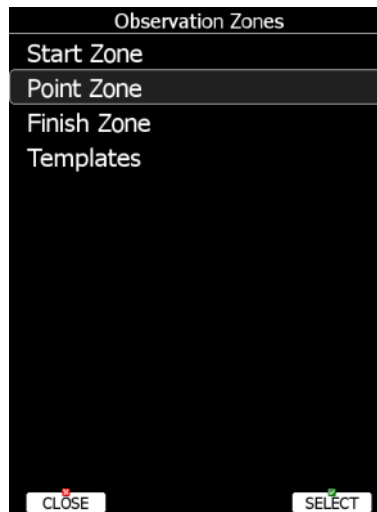 Observation Zones
Start Zone
Point Zone
Finish Zone
Templates
CLOSE
SELECT